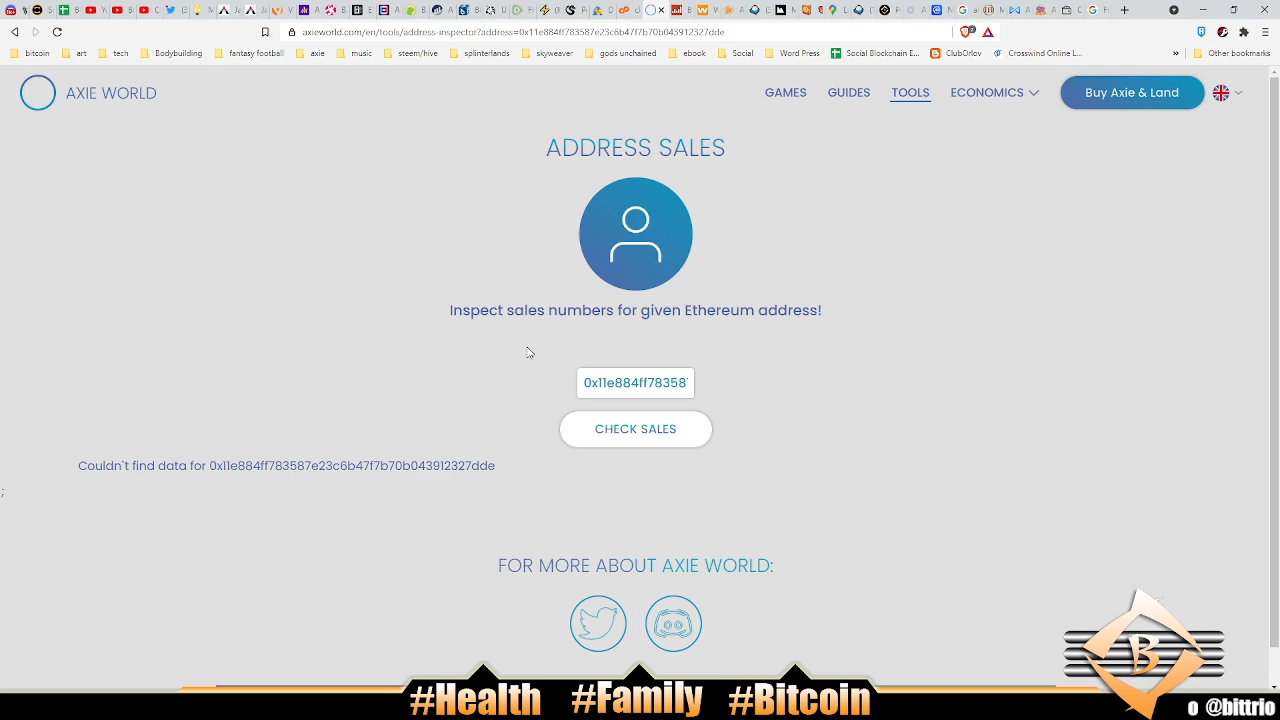 axieworld.com/en/tools/address-inspector?address=0x11e884ff783587e23c6b47f7b70b043912327dde
bitcoin art tech Bodybuilding fantasy football axie music steem/hive splinterlands skyweaver gods unchained ebook Social Word Press Social Blockchain E... ClubOrlov Crosswind Online L... » Other bookmarks
AXIE WORLD
GAMES GUIDES TOOLS ECONOMICS Buy Axie & Land
ADDRESS SALES
Inspect sales numbers for given Ethereum address!
0x11e884ff78358
CHECK SALES
Couldn`t find data for 0x11e884ff783587e23c6b47f7b70b043912327dde
;
FOR MORE ABOUT AXIE WORLD:
B
#Health #Family #Bitcoin
o @bittrio